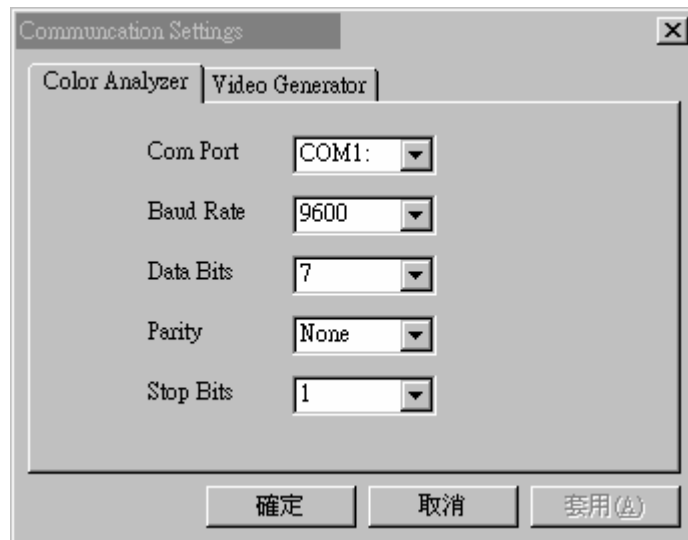 Communcation Settings
Color Analyzer Video Generator
Com Port COM1:
Baud Rate 9600
Data Bits 7
Parity None
Stop Bits 1
確定 取消 套用(A)